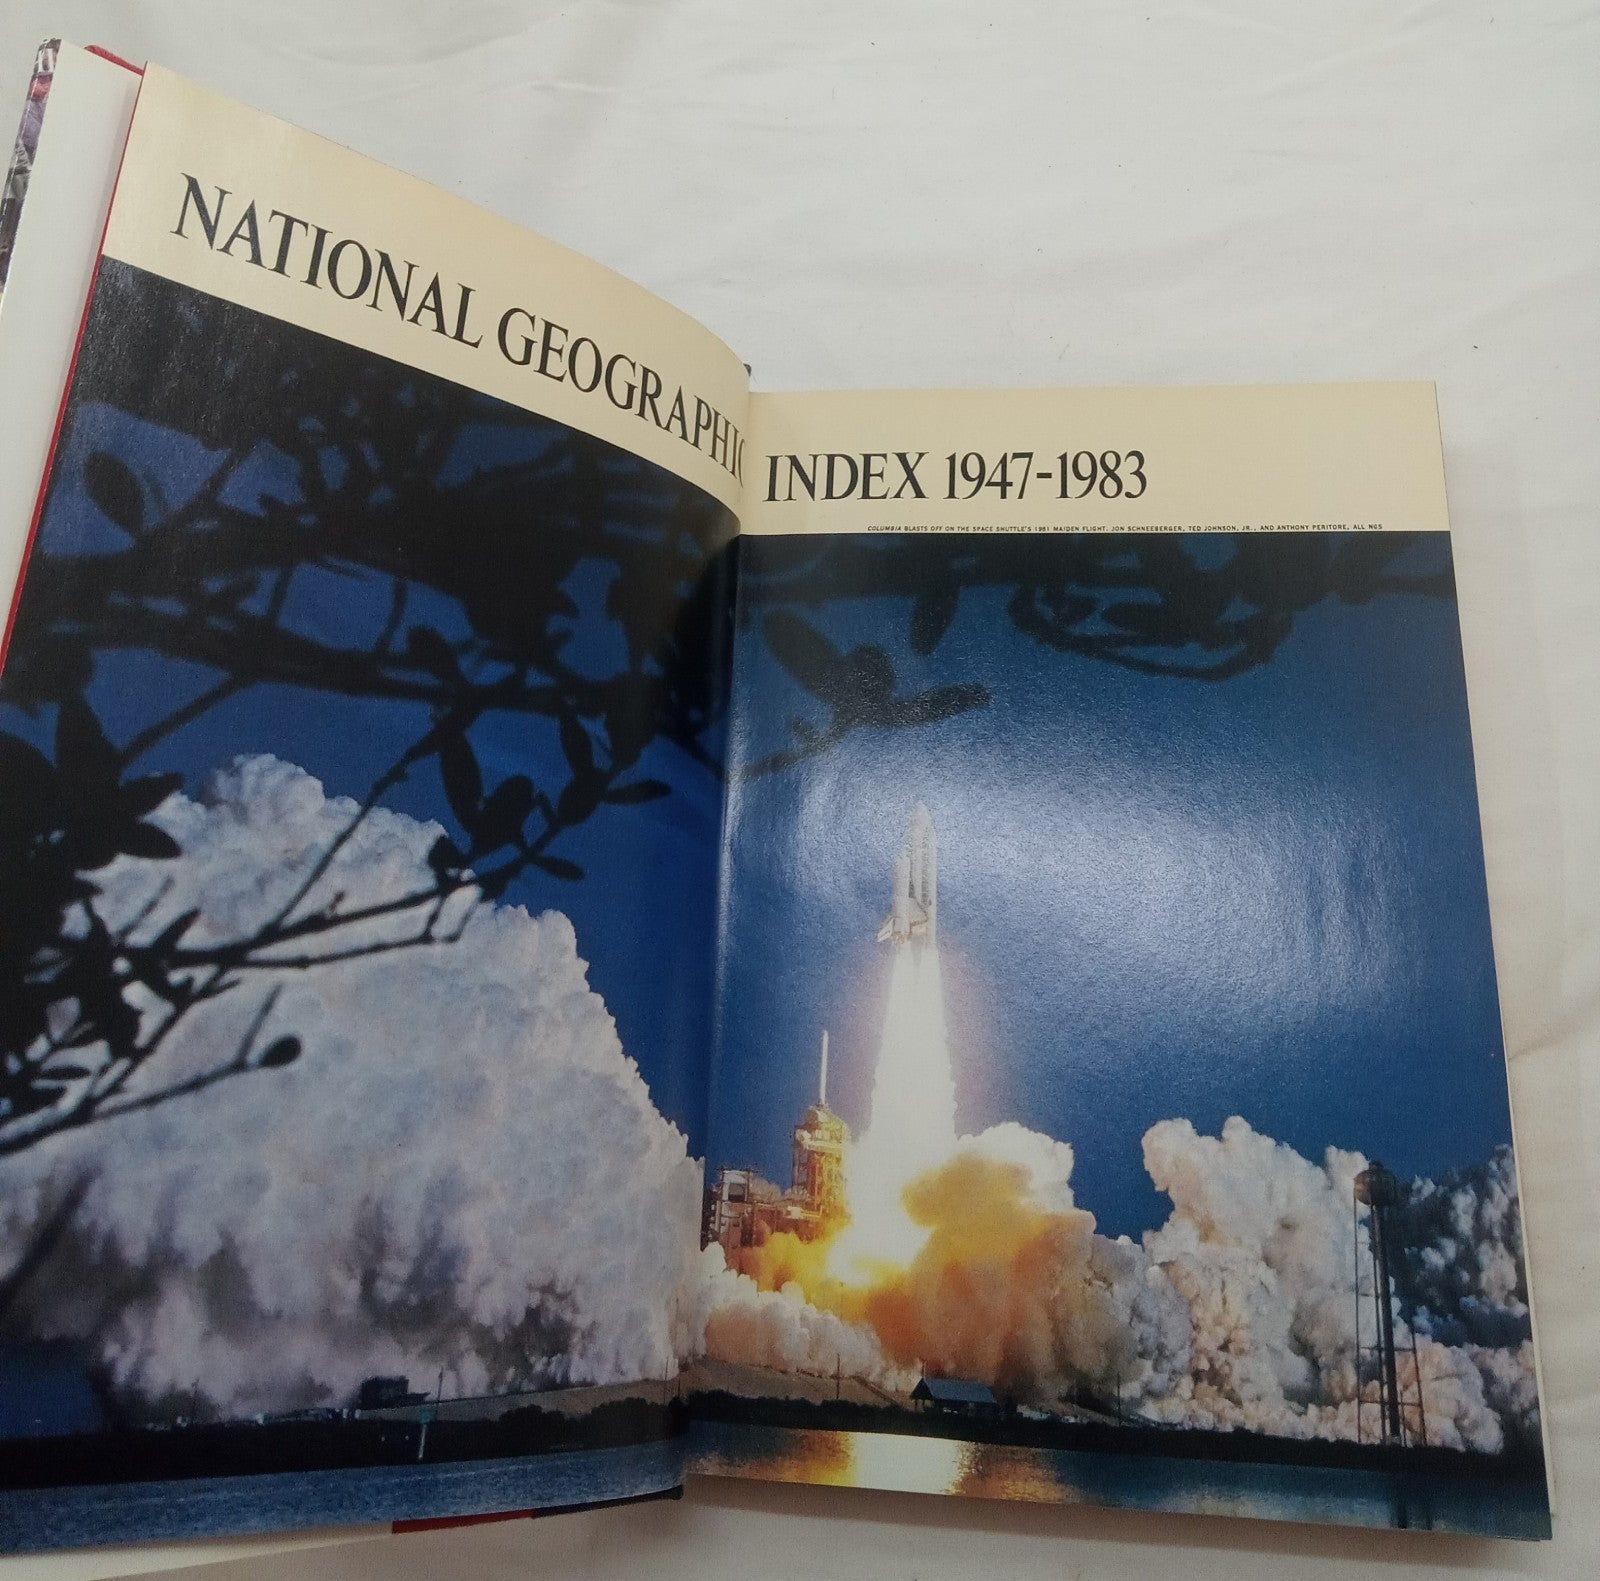 NATIONAL GEOGRAPHIC INDEX 1947-1983
COLUMBIA BLASTS OFF ON THE SPACE SHUTTLE'S 1981 MAIDEN FLIGHT. JON SCHNEEBERGER, TED JOHNSON, JR., AND ANTHONY PERITORE, ALL NGS